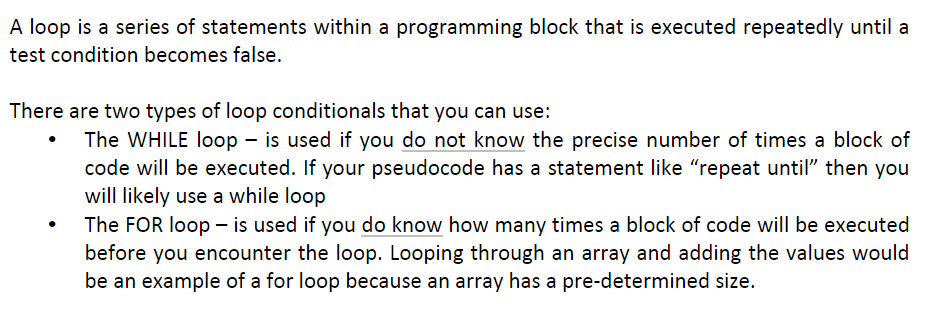 A loop is a series of statements within a programming block that is executed repeatedly until a
test condition becomes false.
There are two types of loop conditionals that you can use:
• The WHILE loop – is used if you do not know the precise number of times a block of
code will be executed. If your pseudocode has a statement like “repeat until” then you
will likely use a while loop
• The FOR loop – is used if you do know how many times a block of code will be executed
before you encounter the loop. Looping through an array and adding the values would
be an example of a for loop because an array has a pre-determined size.